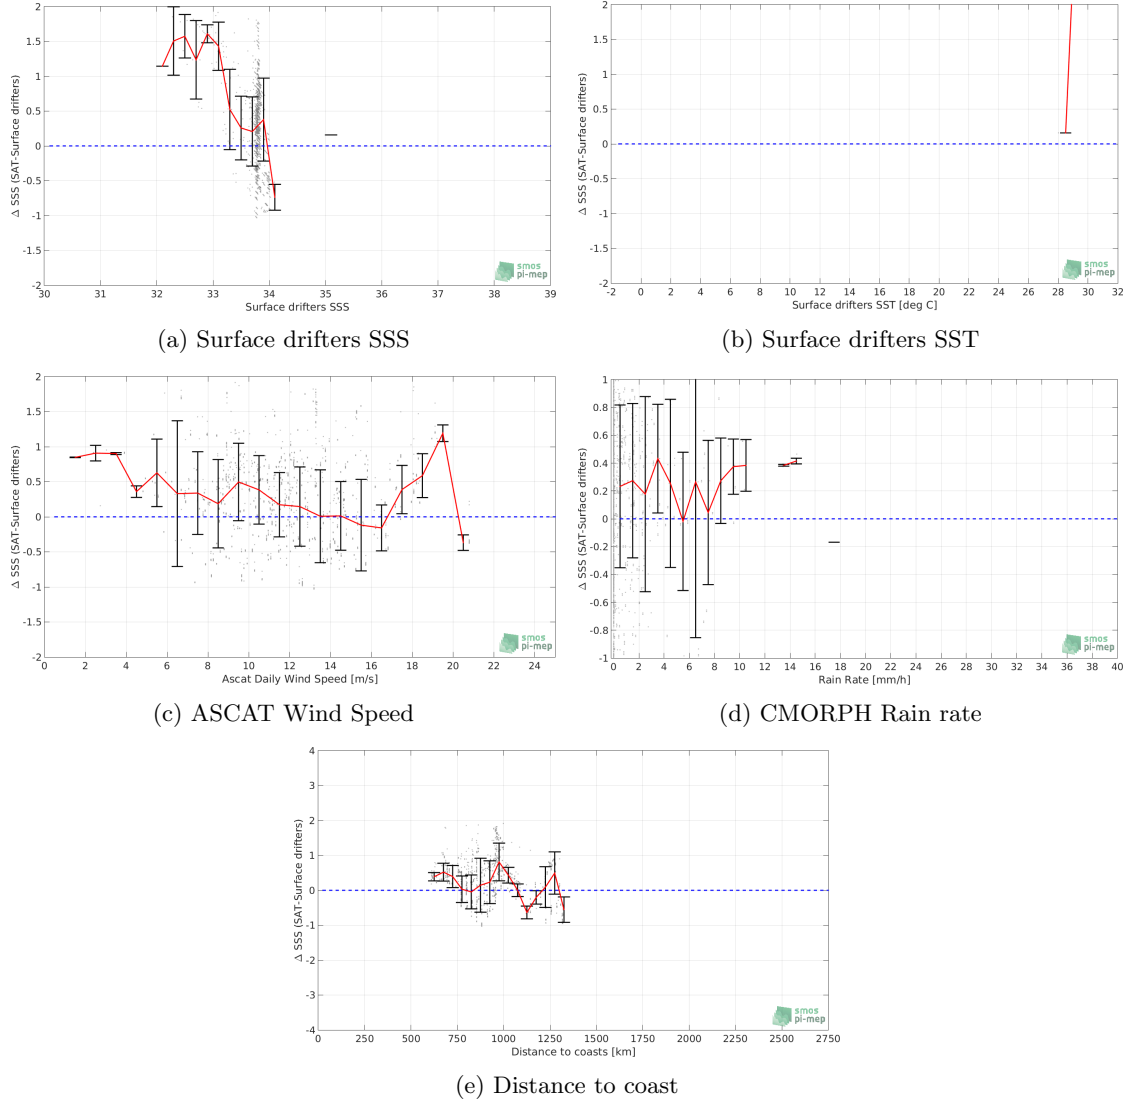 2
1.5
1
0.5
0
-0.5
-1
-1.5
-2
Δ SSS (SAT-Surface drifters)
smos
pi-mep
30 31 32 33 34 35 36 37 38 39
Surface drifters SSS
(a) Surface drifters SSS
2
1.5
1
0.5
0
-0.5
-1
-1.5
-2
Δ SSS (SAT-Surface drifters)
smos
pi-mep
-2 0 2 4 6 8 10 12 14 16 18 20 22 24 26 28 30 32
Surface drifters SST [deg C]
(b) Surface drifters SST
2
1.5
1
0.5
0
-0.5
-1
-1.5
-2
Δ SSS (SAT-Surface drifters)
smos
pi-mep
0 2 4 6 8 10 12 14 16 18 20 22 24
Ascat Daily Wind Speed [m/s]
(c) ASCAT Wind Speed
1
0.8
0.6
0.4
0.2
0
-0.2
-0.4
-0.6
-0.8
-1
Δ SSS (SAT-Surface drifters)
smos
pi-mep
0 2 4 6 8 10 12 14 16 18 20 22 24 26 28 30 32 34 36 38 40
Rain Rate [mm/h]
(d) CMORPH Rain rate
4
3
2
1
0
-1
-2
-3
-4
Δ SSS (SAT-Surface drifters)
smos
pi-mep
0 250 500 750 1000 1250 1500 1750 2000 2250 2500 2750
Distance to coasts [km]
(e) Distance to coast